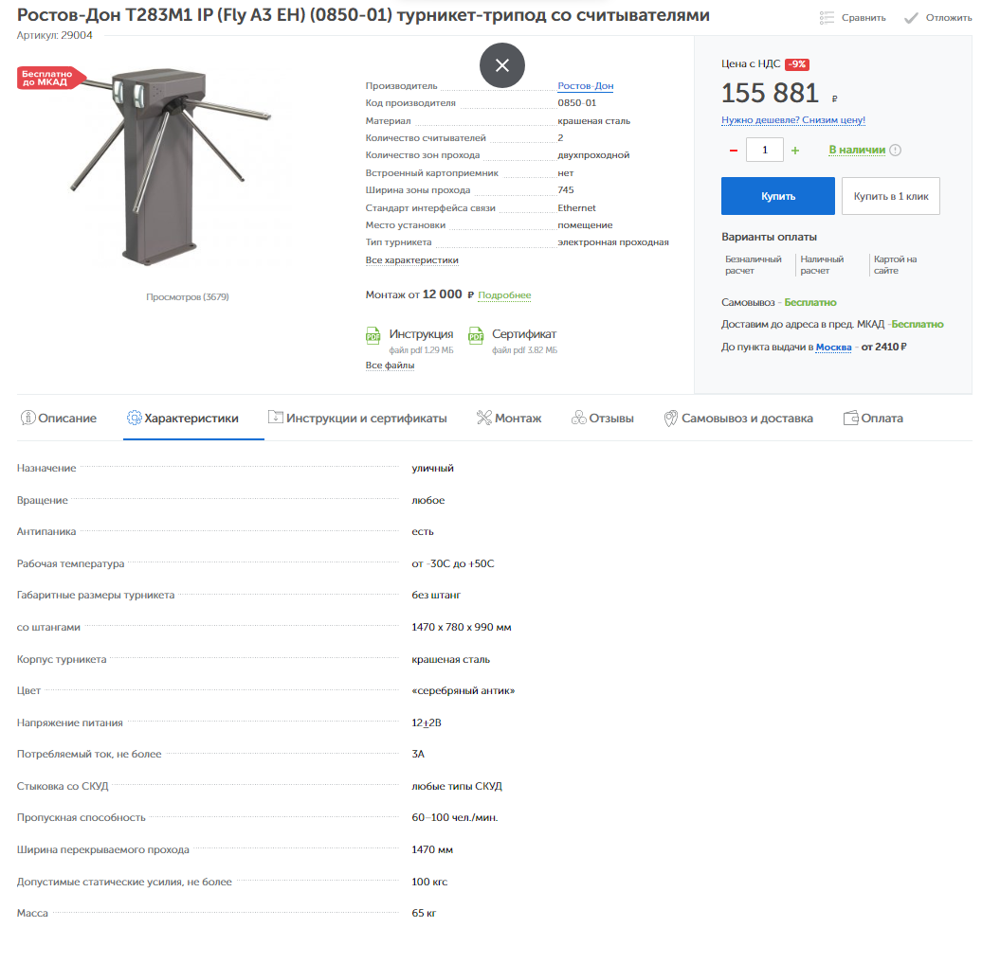 Ростов-Дон Т283М1 IP (Fly A3 EH) (0850-01) турникет-трипод со считывателями
Сравнить
Отложить
Артикул: 29004
Бесплатно
до МКАД
Просмотров (3679)
Производитель Ростов-Дон
Код производителя 0850-01
Материал крашеная сталь
Количество считывателей 2
Количество зон прохода двухпроходной
Встроенный картоприемник нет
Ширина зоны прохода 745
Стандарт интерфейса связи Ethernet
Место установки помещение
Тип турникета электронная проходная
Все характеристики
Монтаж от 12 000 ₽ Подробнее
PDF Инструкция
файл pdf 1.29 МБ
PDF Сертификат
файл pdf 3.82 МБ
Все файлы
Цена с НДС -9%
155 881 ₽
Нужно дешевле? Снизим цену!
− 1 +
В наличии
Купить
Купить в 1 клик
Варианты оплаты
Безналичный
расчет
Наличный
расчет
Картой на
сайте
Самовывоз - Бесплатно
Доставим до адреса в пред. МКАД -Бесплатно
До пункта выдачи в Москва - от 2410 ₽
Описание
Характеристики
Инструкции и сертификаты
Монтаж
Отзывы
Самовывоз и доставка
Оплата
Назначение уличный
Вращение любое
Антипаника есть
Рабочая температура от -30С до +50С
Габаритные размеры турникета без штанг
со штангами 1470 х 780 х 990 мм
Корпус турникета крашеная сталь
Цвет «серебряный антик»
Напряжение питания 12±2В
Потребляемый ток, не более 3А
Стыковка со СКУД любые типы СКУД
Пропускная способность 60–100 чел./мин.
Ширина перекрываемого прохода 1470 мм
Допустимые статические усилия, не более 100 кгс
Масса 65 кг